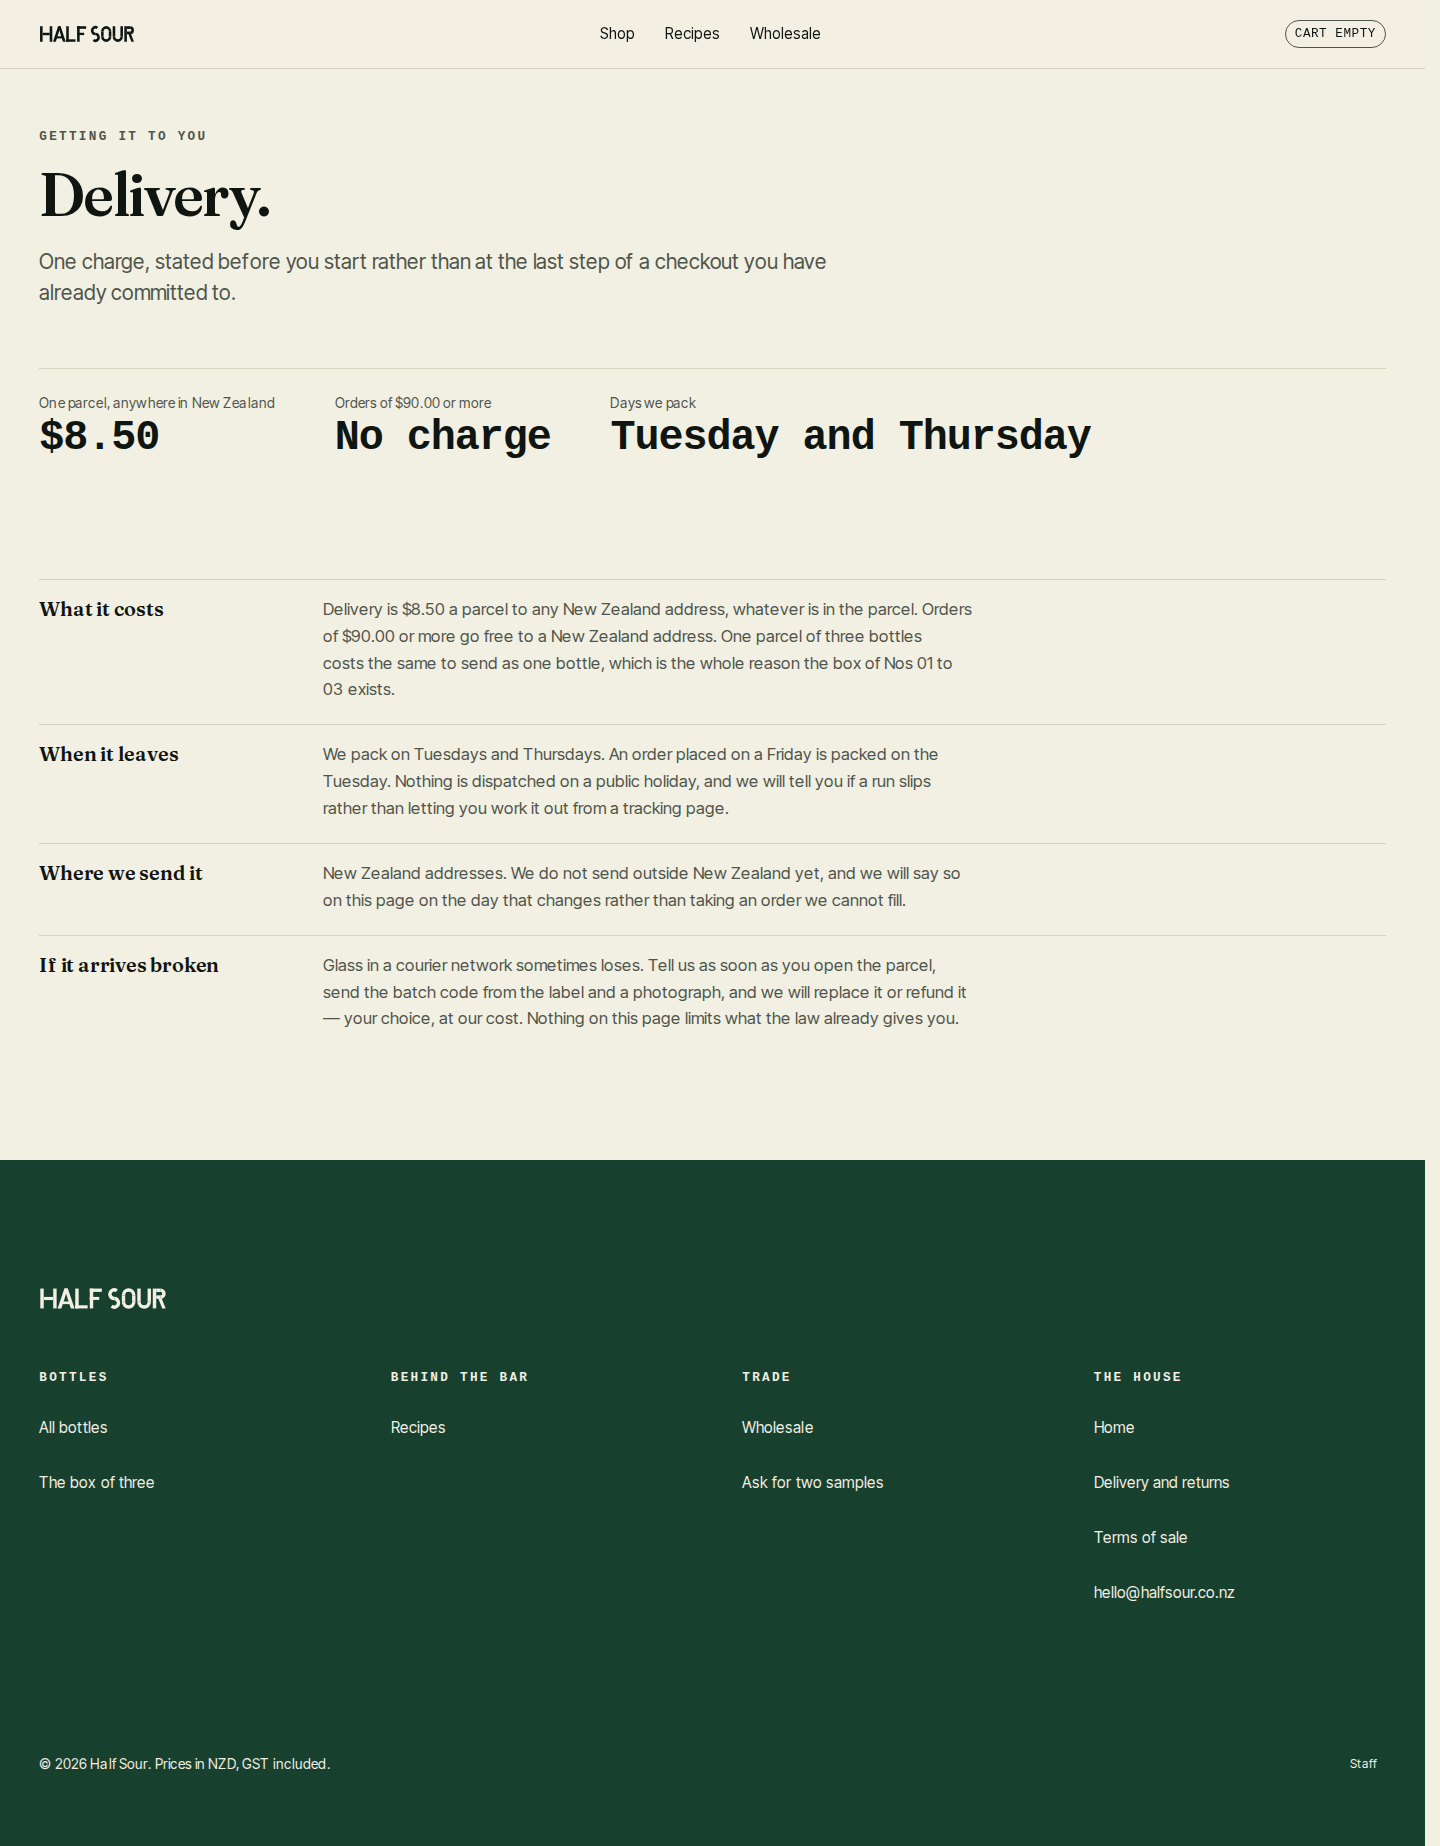 HALF SOUR
Shop
Recipes
Wholesale
CART EMPTY
GETTING IT TO YOU
Delivery.
One charge, stated before you start rather than at the last step of a checkout you have
already committed to.
One parcel, anywhere in New Zealand
$8.50
Orders of $90.00 or more
No charge
Days we pack
Tuesday and Thursday
What it costs
Delivery is $8.50 a parcel to any New Zealand address, whatever is in the parcel. Orders
of $90.00 or more go free to a New Zealand address. One parcel of three bottles
costs the same to send as one bottle, which is the whole reason the box of Nos 01 to
03 exists.
When it leaves
We pack on Tuesdays and Thursdays. An order placed on a Friday is packed on the
Tuesday. Nothing is dispatched on a public holiday, and we will tell you if a run slips
rather than letting you work it out from a tracking page.
Where we send it
New Zealand addresses. We do not send outside New Zealand yet, and we will say so
on this page on the day that changes rather than taking an order we cannot fill.
If it arrives broken
Glass in a courier network sometimes loses. Tell us as soon as you open the parcel,
send the batch code from the label and a photograph, and we will replace it or refund it
— your choice, at our cost. Nothing on this page limits what the law already gives you.
HALF SOUR
BOTTLES
All bottles
The box of three
BEHIND THE BAR
Recipes
TRADE
Wholesale
Ask for two samples
THE HOUSE
Home
Delivery and returns
Terms of sale
hello@halfsour.co.nz
© 2026 Half Sour. Prices in NZD, GST included.
Staff